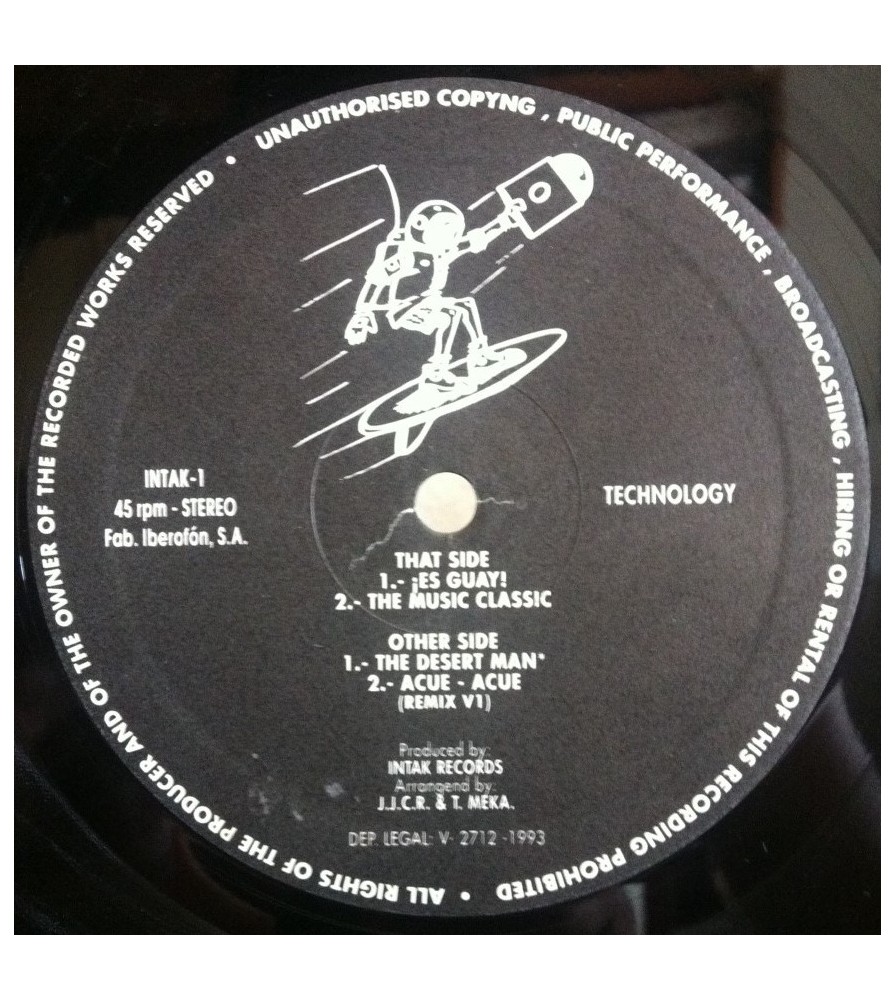 ALL RIGHTS OF THE PRODUCER AND OF THE OWNER OF THE RECORDED WORKS RESERVED • UNAUTHORISED COPYNG , PUBLIC PERFORMANCE , BROADCASTING , HIRING OR RENTAL OF THIS RECORDING PROHIBITED •
INTAK-1
45 rpm - STEREO
Fab. Iberofón, S.A.
TECHNOLOGY
THAT SIDE
1.- ¡ES GUAY!
2.- THE MUSIC CLASSIC
OTHER SIDE
1.- THE DESERT MAN*
2.- ACUE - ACUE
(REMIX V1)
Produced by:
INTAK RECORDS
Arrangend by:
J.J.C.R. & T. MEKA.
DEP. LEGAL: V- 2712 -1993